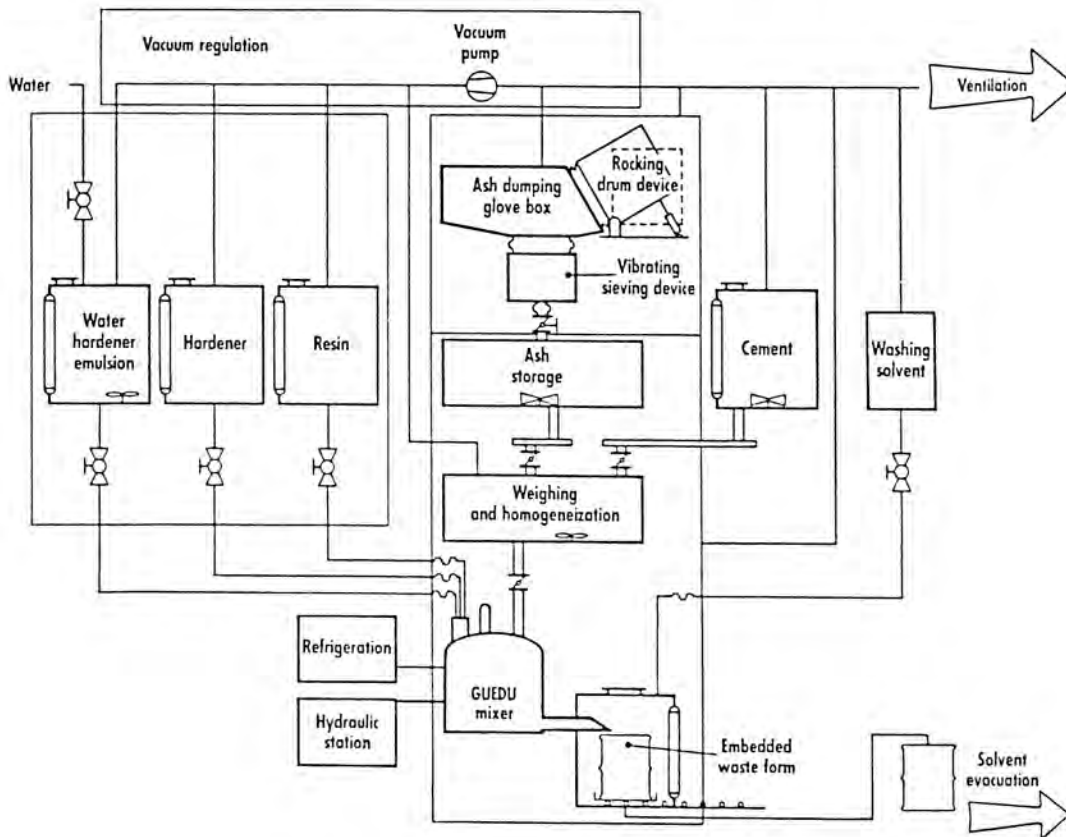 Vacuum regulation
Vacuum
pump
Water
Ventilation
Ash dumping
glove box
Rocking
drum device
Vibrating
sieving device
Water
hardener
emulsion
Hardener
Resin
Ash
storage
Cement
Washing
solvent
Weighing
and homogeneization
Refrigeration
GUEDU
mixer
Hydraulic
station
Embedded
waste form
Solvent
evacuation